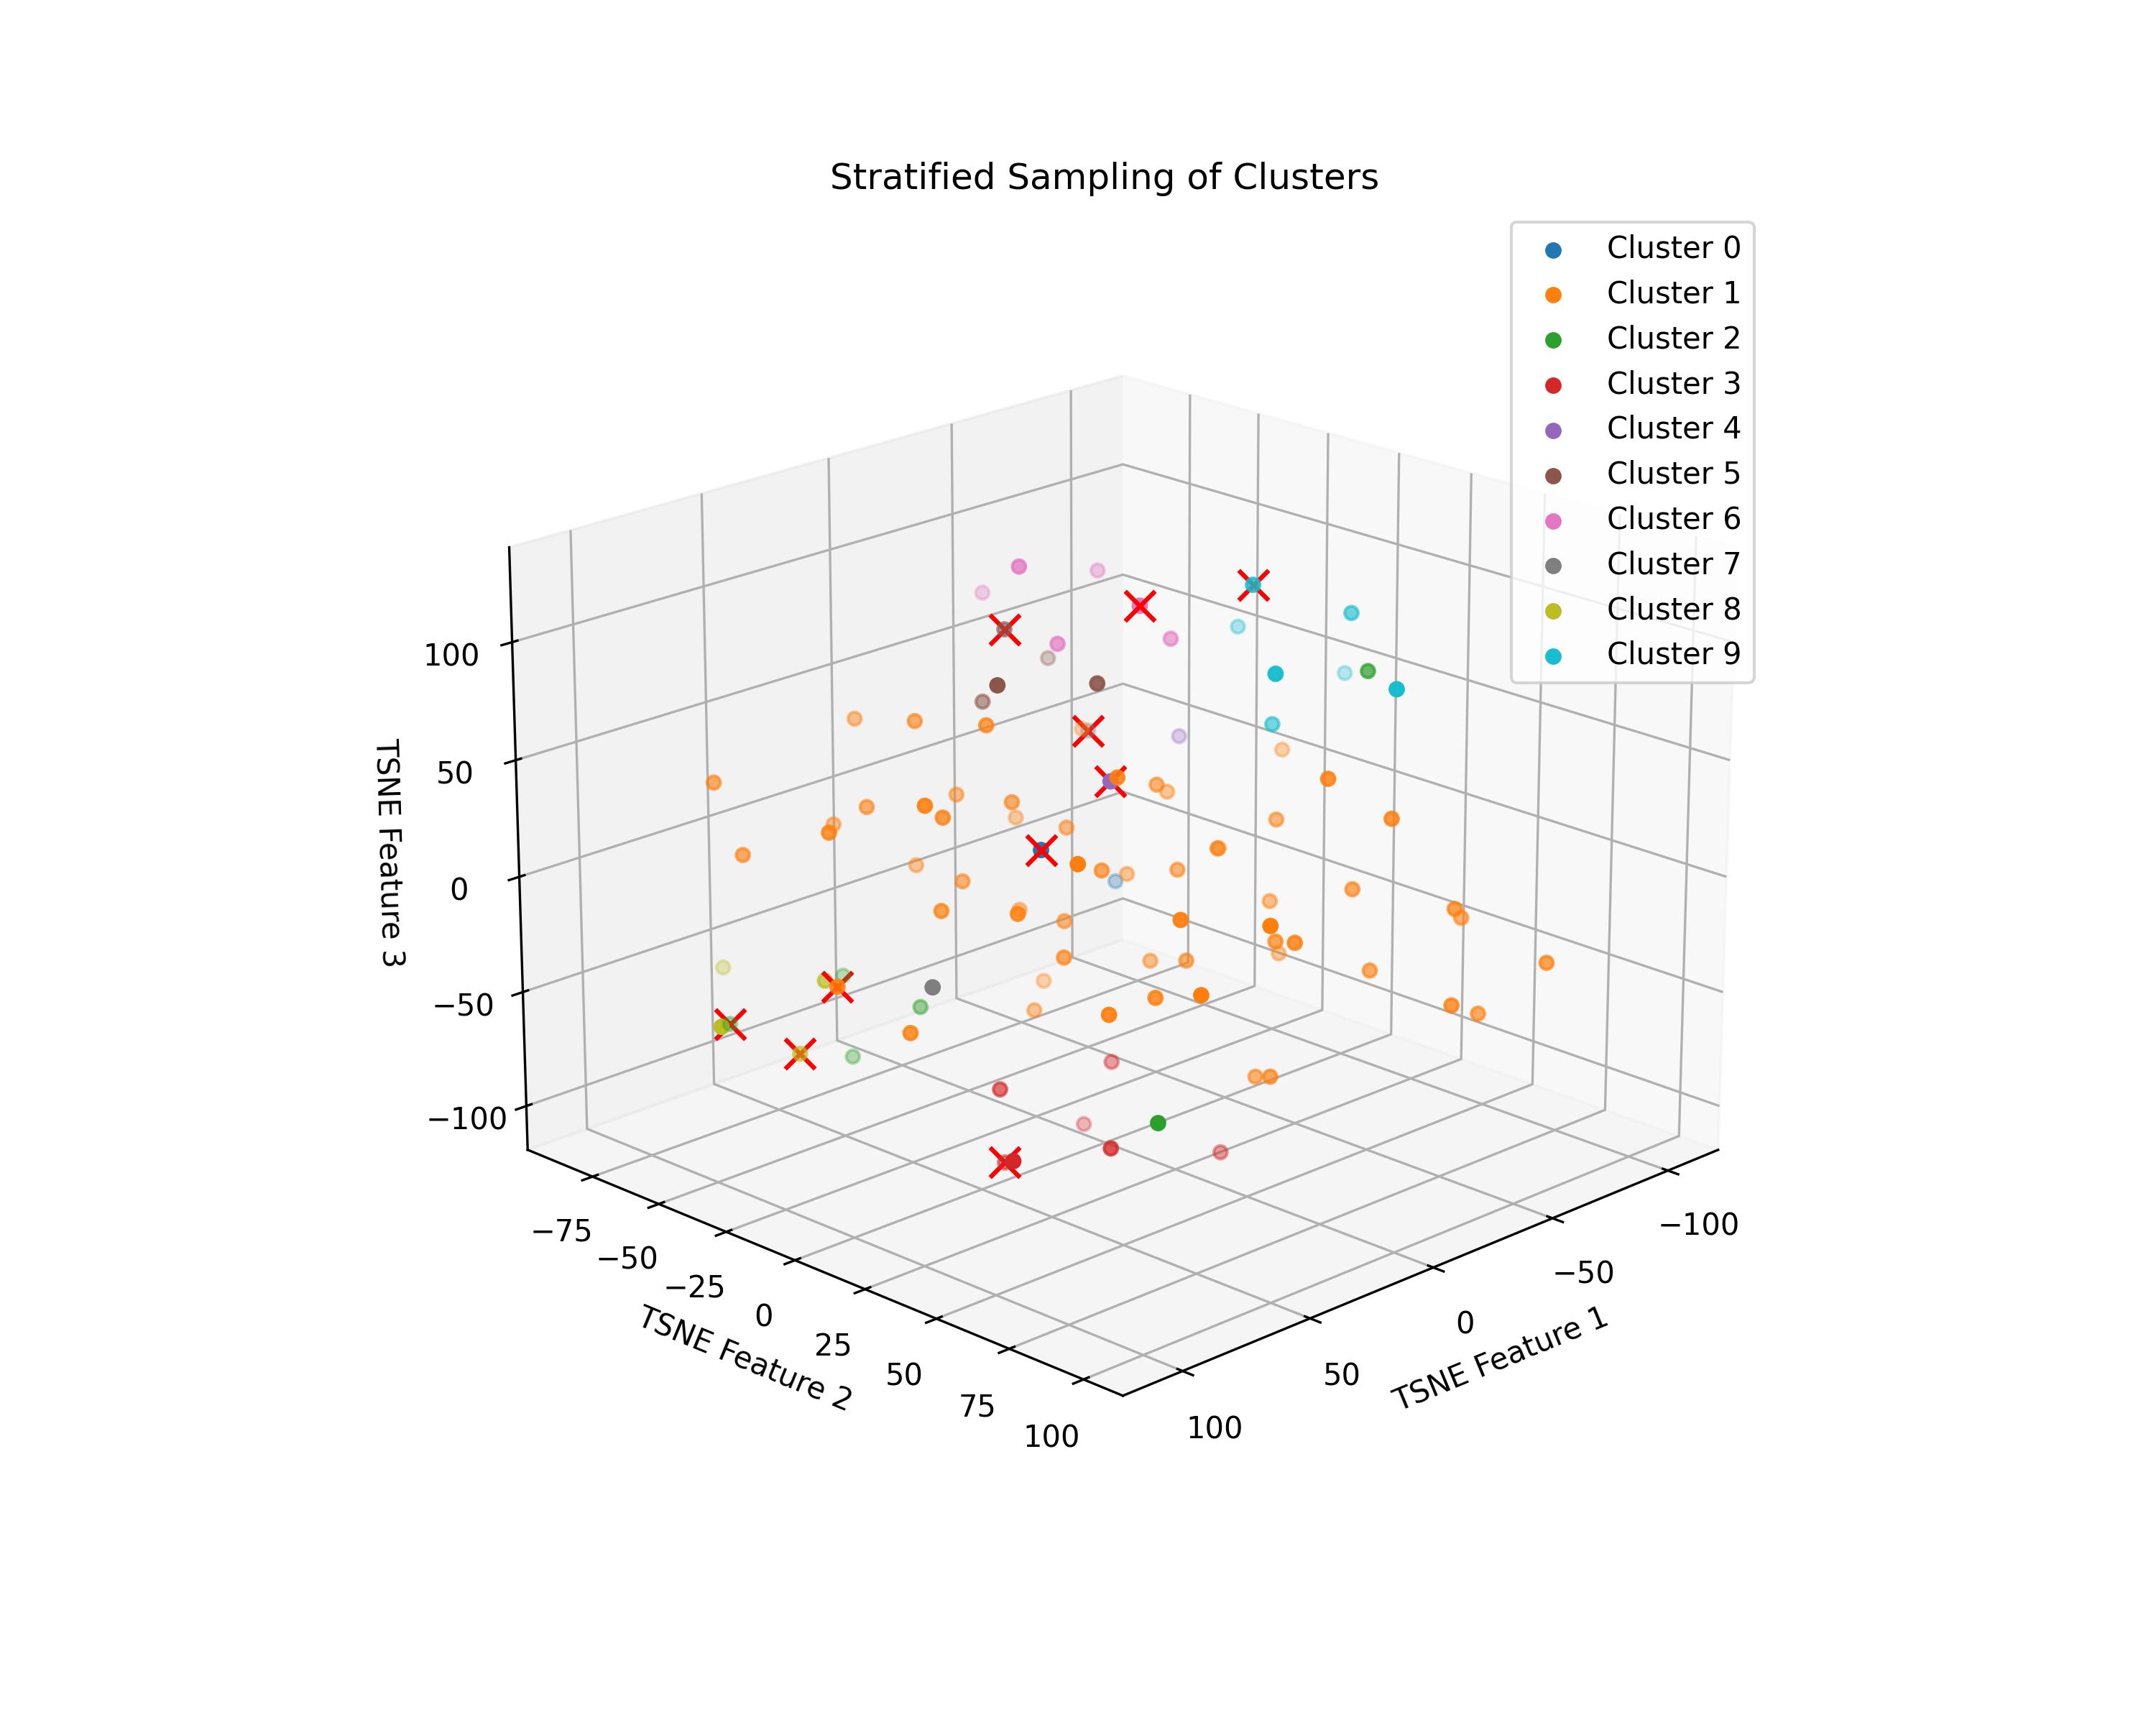 Stratified Sampling of Clusters
Cluster 0
Cluster 1
Cluster 2
Cluster 3
Cluster 4
Cluster 5
Cluster 6
Cluster 7
Cluster 8
Cluster 9
TSNE Feature 3
100
50
0
−50
−100
−75
−50
−25
0
25
50
75
100
TSNE Feature 2
−100
−50
0
50
100
TSNE Feature 1